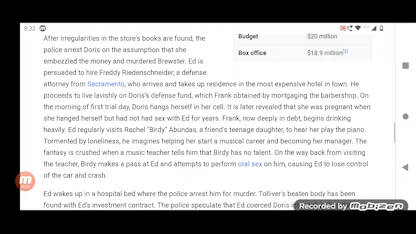 9:32
After irregularities in the store's books are found, the
police arrest Doris on the assumption that she
embezzled the money and murdered Brewster. Ed is
persuaded to hire Freddy Riedenschneider, a defense
attorney from Sacramento, who arrives and takes up residence in the most expensive hotel in town. He
proceeds to live lavishly on Doris's defense fund, which Frank obtained by mortgaging the barbershop. On
the morning of first trial day, Doris hangs herself in her cell. It is later revealed that she was pregnant when
she hanged herself but had not had sex with Ed for years. Frank, now deeply in debt, begins drinking
heavily. Ed regularly visits Rachel "Birdy" Abundas, a friend's teenage daughter, to hear her play the piano.
Tormented by loneliness, he imagines helping her start a musical career and becoming her manager. The
fantasy is crushed when a music teacher tells him that Birdy has no talent. On the way back from visiting
the teacher, Birdy makes a pass at Ed and attempts to perform oral sex on him, causing Ed to lose control
of the car and crash.
Ed wakes up in a hospital bed where the police arrest him for murder. Tolliver's beaten body has been
found with Ed's investment contract. The police speculate that Ed coerced Doris i
Budget $20 million
Box office $18.9 million
Recorded by Mobizen